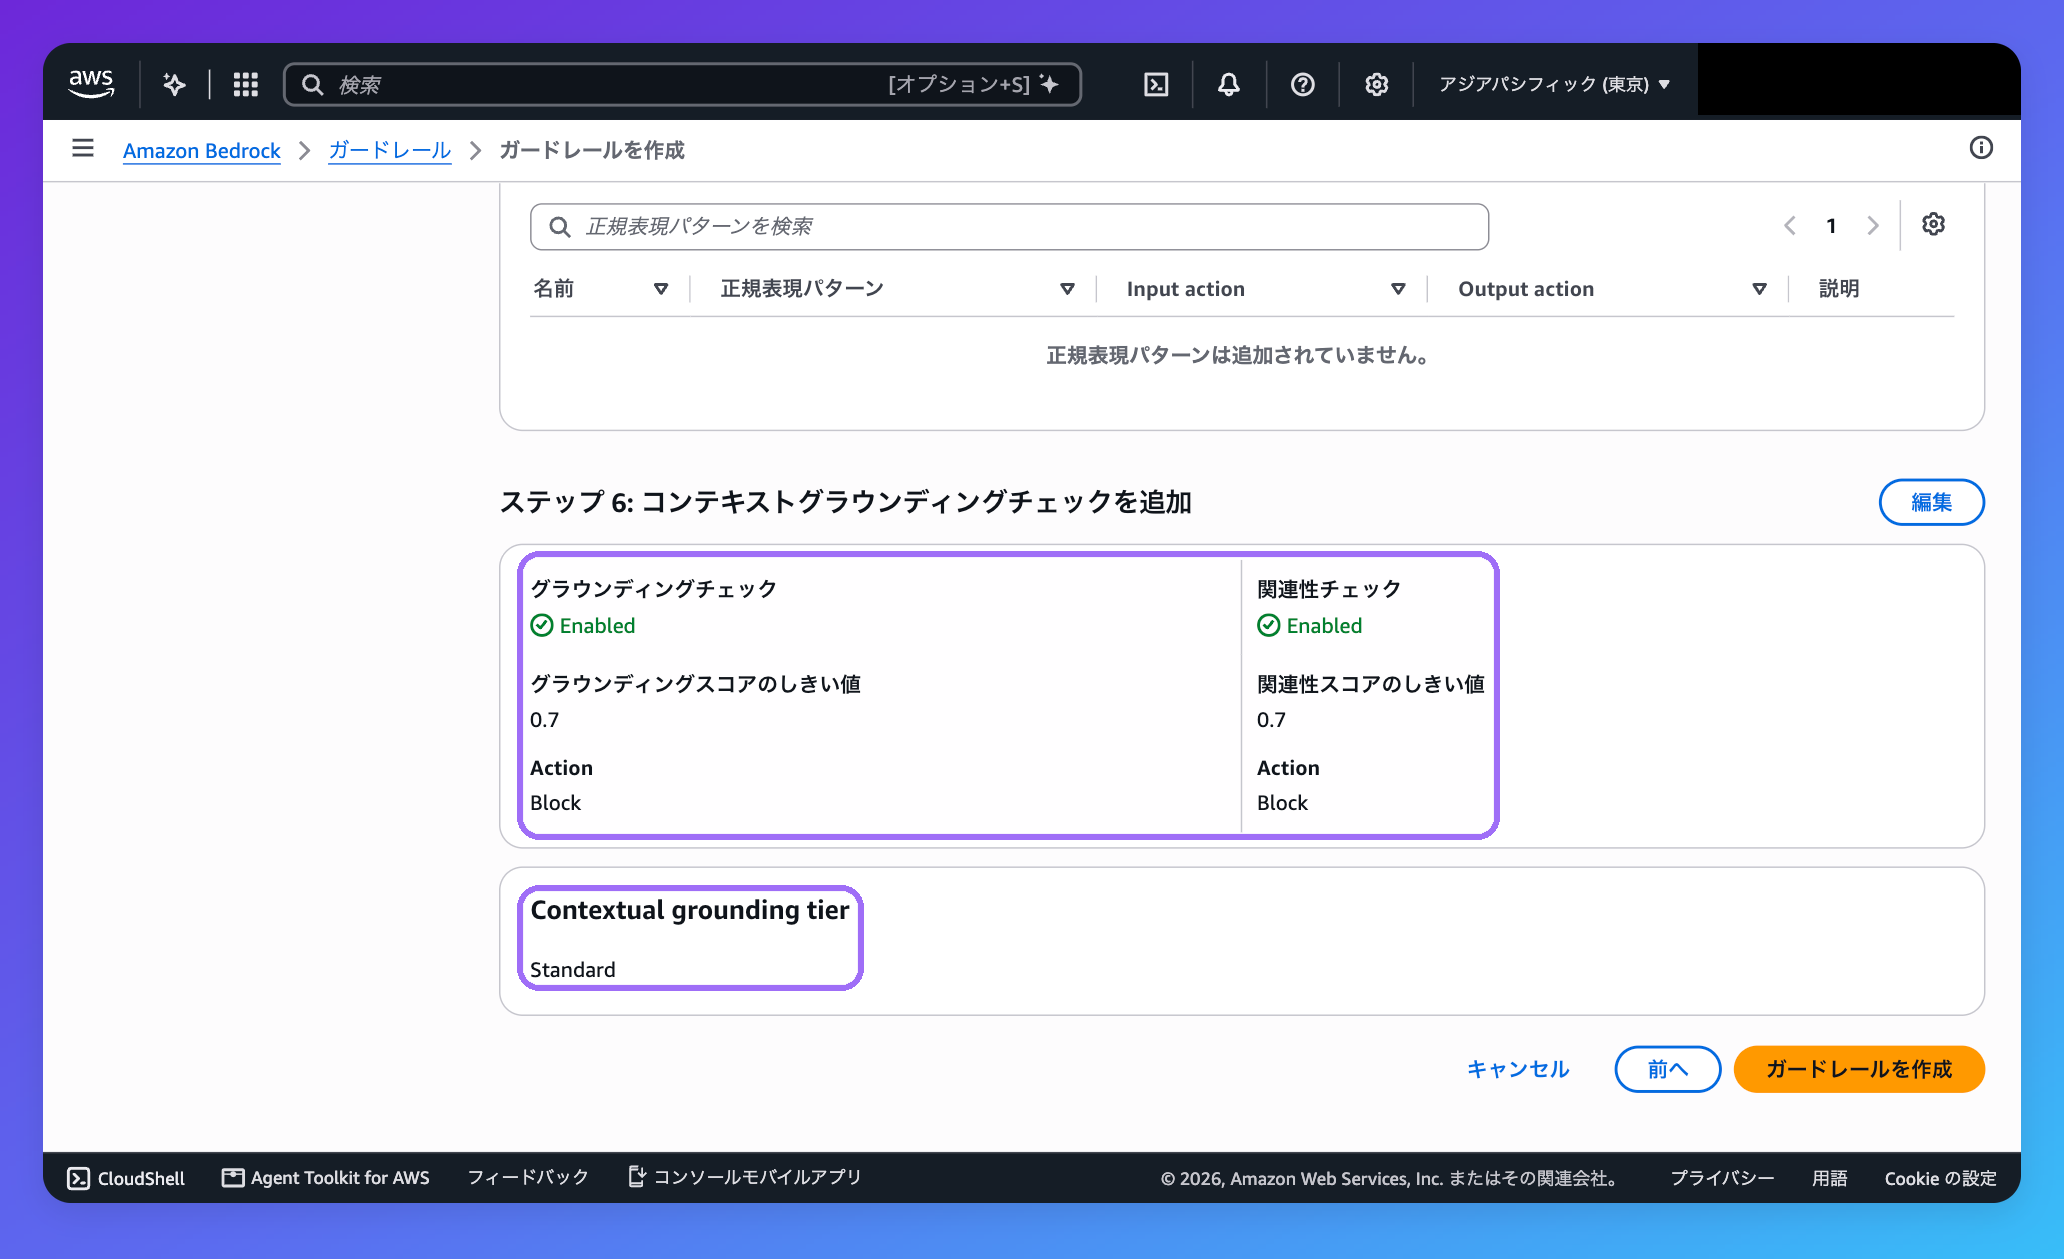 aws
検索
[オプション+S]
アジアパシフィック (東京)
Amazon Bedrock
ガードレール
ガードレールを作成
正規表現パターンを検索
1
名前
正規表現パターン
Input action
Output action
説明
正規表現パターンは追加されていません。
ステップ 6: コンテキストグラウンディングチェックを追加
編集
グラウンディングチェック
Enabled
グラウンディングスコアのしきい値
0.7
Action
Block
関連性チェック
Enabled
関連性スコアのしきい値
0.7
Action
Block
Contextual grounding tier
Standard
キャンセル
前へ
ガードレールを作成
CloudShell
Agent Toolkit for AWS
フィードバック
コンソールモバイルアプリ
© 2026, Amazon Web Services, Inc. またはその関連会社。
プライバシー
用語
Cookie の設定